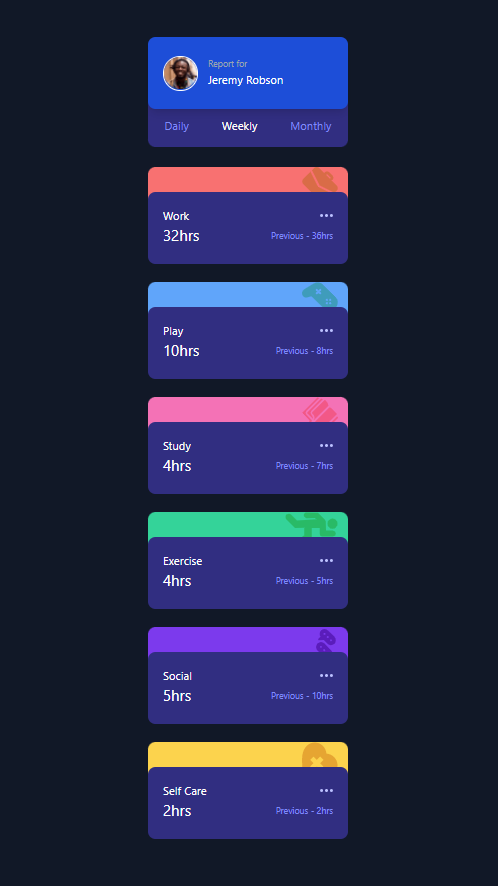 Report for
Jeremy Robson
Daily Weekly Monthly
Work
32hrs Previous - 36hrs
Play
10hrs Previous - 8hrs
Study
4hrs Previous - 7hrs
Exercise
4hrs Previous - 5hrs
Social
5hrs Previous - 10hrs
Self Care
2hrs Previous - 2hrs